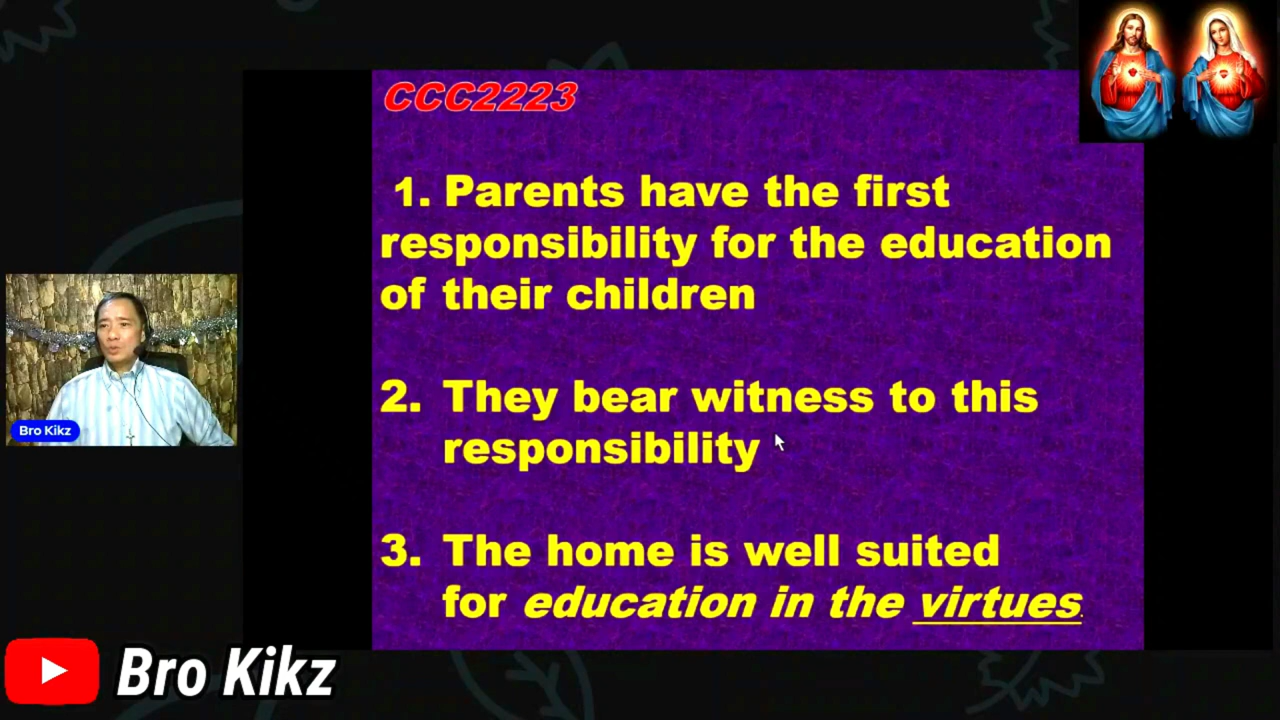 CCC2223
1. Parents have the first
responsibility for the education
of their children
2. They bear witness to this
responsibility
3. The home is well suited
for education in the virtues
Bro Kikz
Bro Kikz